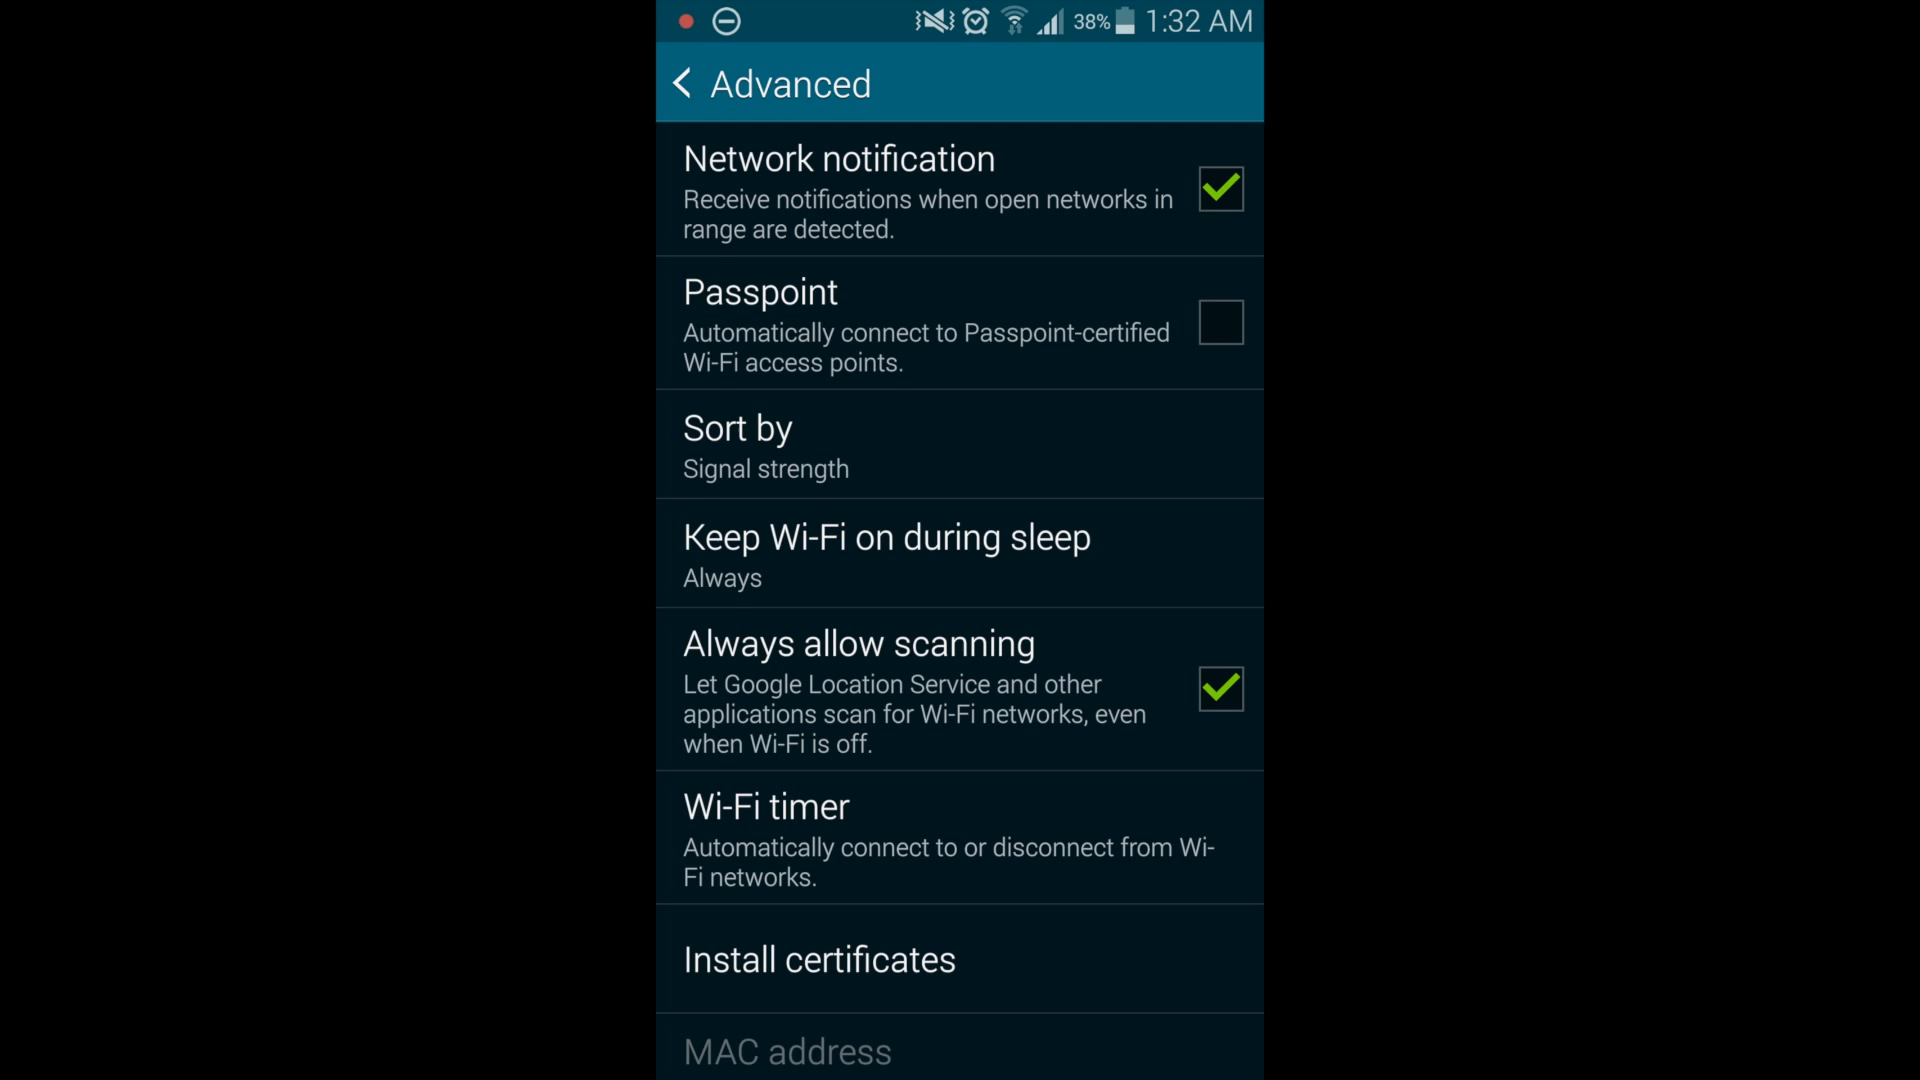 38% 1:32 AM
Advanced
Network notification
Receive notifications when open networks in
range are detected.
Passpoint
Automatically connect to Passpoint-certified
Wi-Fi access points.
Sort by
Signal strength
Keep Wi-Fi on during sleep
Always
Always allow scanning
Let Google Location Service and other
applications scan for Wi-Fi networks, even
when Wi-Fi is off.
Wi-Fi timer
Automatically connect to or disconnect from Wi-
Fi networks.
Install certificates
MAC address